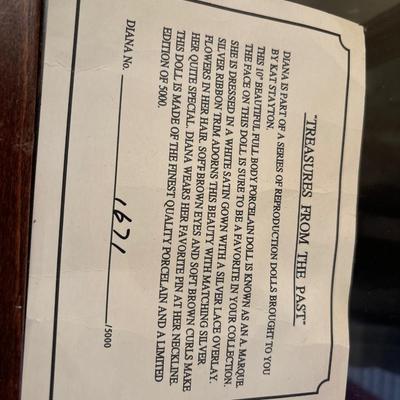 "TREASURES FROM THE PAST"
DIANA IS PART OF A SERIES OF REPRODUCTION DOLLS BROUGHT TO YOU
BY KAT STAYTON.
THIS 10" BEAUTIFUL FULL BODY PORCELAIN DOLL IS KNOWN AS AN A. MARQUE.
THE FACE ON THIS DOLL IS SURE TO BE A FAVORITE IN YOUR COLLECTION.
SHE IS DRESSED IN A WHITE SATIN GOWN WITH A SILVER LACE OVERLAY.
SILVER RIBBON TRIM ADORNS THIS BEAUTY WITH MATCHING SILVER
FLOWERS IN HER HAIR. SOFT BROWN EYES AND SOFT BROWN CURLS MAKE
HER QUITE SPECIAL. DIANA WEARS HER FAVORITE PIN AT HER NECKLINE.
THIS DOLL IS MADE OF THE FINEST QUALITY PORCELAIN AND A LIMITED
EDITION OF 5000.
DIANA No. 1671 /5000